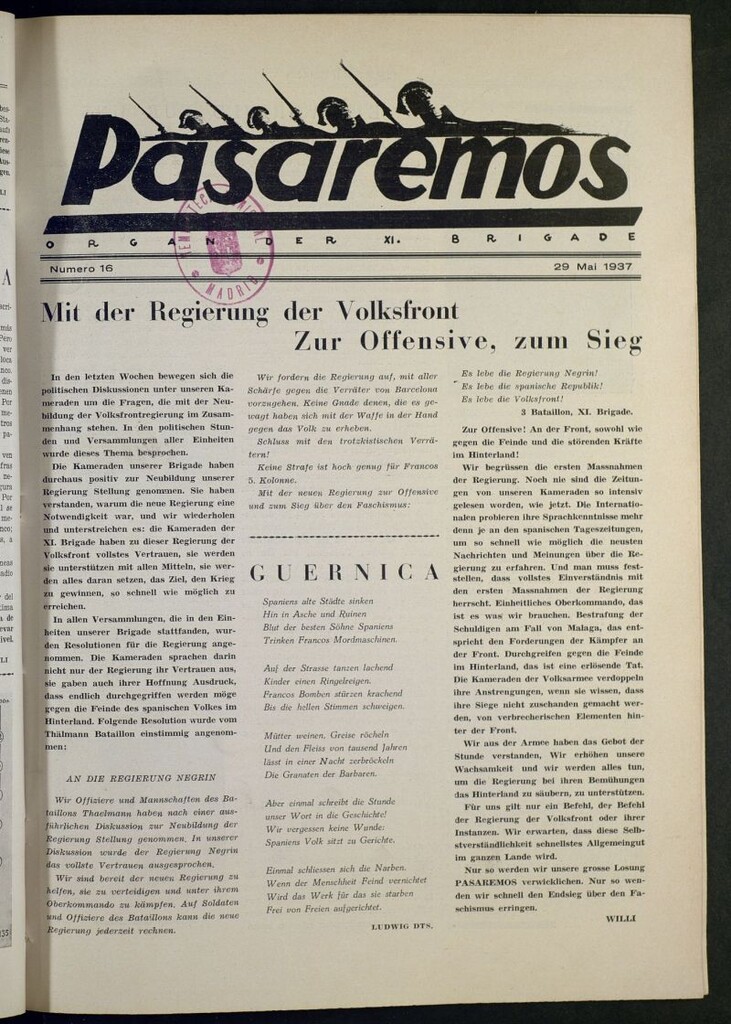 Pasaremos
ORGAN DER XI. BRIGADE
Numero 16
29 Mai 1937
HEMEROTECA MUNICIPAL
MADRID
Mit der Regierung der Volksfront
Zur Offensive, zum Sieg
In den letzten Wochen bewegen sich die
politischen Diskussionen unter unseren Ka-
meraden um die Fragen, die mit der Neu-
bildung der Volksfrontregierung im Zusam-
menhang stehen. In den politischen Stun-
den und Versammlungen aller Einheiten
wurde dieses Thema besprochen.
Die Kameraden unserer Brigade haben
durchaus positiv zur Neubildung unserer
Regierung Stellung genommen. Sie haben
verstanden, warum die neue Regierung eine
Notwendigkeit war, und wir wiederholen
und unterstreichen es: die Kameraden der
XI. Brigade haben zu dieser Regierung der
Volksfront vollstes Vertrauen, sie werden
sie unterstützen mit allen Mitteln, sie wer-
den alles daran setzen, das Ziel, den Krieg
zu gewinnen, so schnell wie möglich zu
erreichen.
In allen Versammlungen, die in den Ein-
heiten unserer Brigade stattfanden, wur-
den Resolutionen für die Regierung ange-
nommen. Die Kameraden sprachen darin
nicht nur der Regierung ihr Vertrauen aus,
sie gaben auch ihrer Hoffnung Ausdruck,
dass endlich durchgegriffen werden möge
gegen die Feinde des spanischen Volkes im
Hinterland. Folgende Resolution wurde vom
Thälmann Bataillon einstimmig angenom-
men:
AN DIE REGIERUNG NEGRIN
Wir Offiziere und Mannschaften des Ba-
taillons Thaelmann haben nach einer aus-
führlichen Diskussion zur Neubildung der
Regierung Stellung genommen. In unserer
Diskussion wurde der Regierung Negrin
das vollste Vertrauen ausgesprochen.
Wir sind bereit der neuen Regierung zu
helfen, sie zu verteidigen und unter ihrem
Oberkommando zu kämpfen. Auf Soldaten
und Offiziere des Bataillons kann die neue
Regierung jederzeit rechnen.
Wir fordern die Regierung auf, mit aller
Schärfe gegen die Verräter von Barcelona
vorzugehen. Keine Gnade denen, die es ge-
wagt haben sich mit der Waffe in der Hand
gegen das Volk zu erheben.
Schluss mit den trotzkistischen Verrä-
tern!
Keine Strafe ist hoch genug für Francos
5. Kolonne.
Mit der neuen Regierung zur Offensive
und zum Sieg über den Faschismus:
GUERNICA
Spaniens alte Städte sinken
Hin in Asche und Ruinen
Blut der besten Söhne Spaniens
Trinken Francos Mordmaschinen.
Auf der Strasse tanzen lachend
Kinder einen Ringelreigen.
Francos Bomben stürzen krachend
Bis die hellen Stimmen schweigen.
Mütter weinen. Greise röcheln
Und den Fleiss von tausend Jahren
lässt in einer Nacht zerbröckeln
Die Granaten der Barbaren.
Aber einmal schreibt die Stunde
unser Wort in die Geschichte!
Wir vergessen keine Wunde:
Spaniens Volk sitzt zu Gerichte.
Einmal schliessen sich die Narben.
Wenn der Menschheit Feind vernichtet
Wird das Werk für das sie starben
Frei von Freien aufgerichtet.
LUDWIG DTS.
Es lebe die Regierung Negrin!
Es lebe die spanische Republik!
Es lebe die Volksfront!
3 Bataillon, XI. Brigade.
Zur Offensive! An der Front, sowohl wie
gegen die Feinde und die störenden Kräfte
im Hinterland!
Wir begrüssen die ersten Massnahmen
der Regierung. Noch nie sind die Zeitun-
gen von unseren Kameraden so intensiv
gelesen worden, wie jetzt. Die Internatio-
nalen probieren ihre Sprachkenntnisse mehr
denn je an den spanischen Tageszeitungen,
um so schnell wie möglich die neusten
Nachrichten und Meinungen über die Re-
gierung zu erfahren. Und man muss fest-
stellen, dass vollstes Einverständnis mit
den ersten Massnahmen der Regierung
herrscht. Einheitliches Oberkommando, das
ist es was wir brauchen. Bestrafung der
Schuldigen am Fall von Malaga, das ent-
spricht den Forderungen der Kämpfer an
der Front. Durchgreifen gegen die Feinde
im Hinterland, das ist eine erlösende Tat.
Die Kameraden der Volksarmee verdoppeln
ihre Anstrengungen, wenn sie wissen, dass
ihre Siege nicht zuschanden gemacht wer-
den, von verbrecherischen Elementen hin-
ter der Front.
Wir aus der Armee haben das Gebot der
Stunde verstanden, Wir erhöhen unsere
Wachsamkeit und wir werden alles tun,
um die Regierung bei ihren Bemühungen
das Hinterland zu säubern, zu unterstützen.
Für uns gilt nur ein Befehl, der Befehl
der Regierung der Volksfront oder ihrer
Instanzen. Wir erwarten, dass diese Selb-
stverständlichkeit schnellstes Allgemeingut
im ganzen Lande wird.
Nur so werden wir unsere grosse Losung
PASAREMOS verwicklichen. Nur so wen-
den wir schnell den Endsieg über den Fa-
schismus erringen.
WILLI